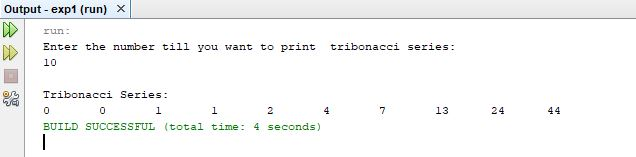 Output - exp1 (run) ×
run:
Enter the number till you want to print  tribonacci series:
10
Tribonacci Series:
0 0 1 1 2 4 7 13 24 44
BUILD SUCCESSFUL (total time: 4 seconds)